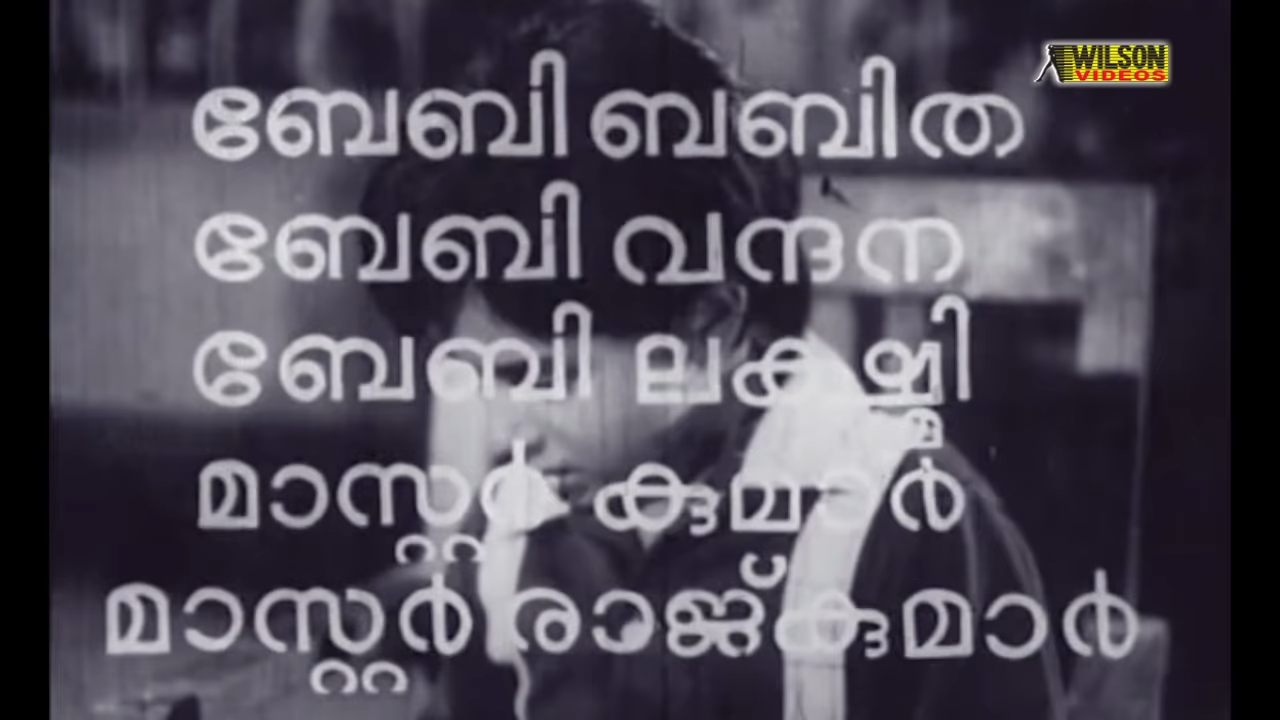 WILSON
VIDEOS
ബേബി ബബിത
ബേബി വന്ദന
ബേബി ലക്ഷ്മി
മാസ്റ്റർ കുമാർ
മാസ്റ്റർ രാജ്കുമാർ